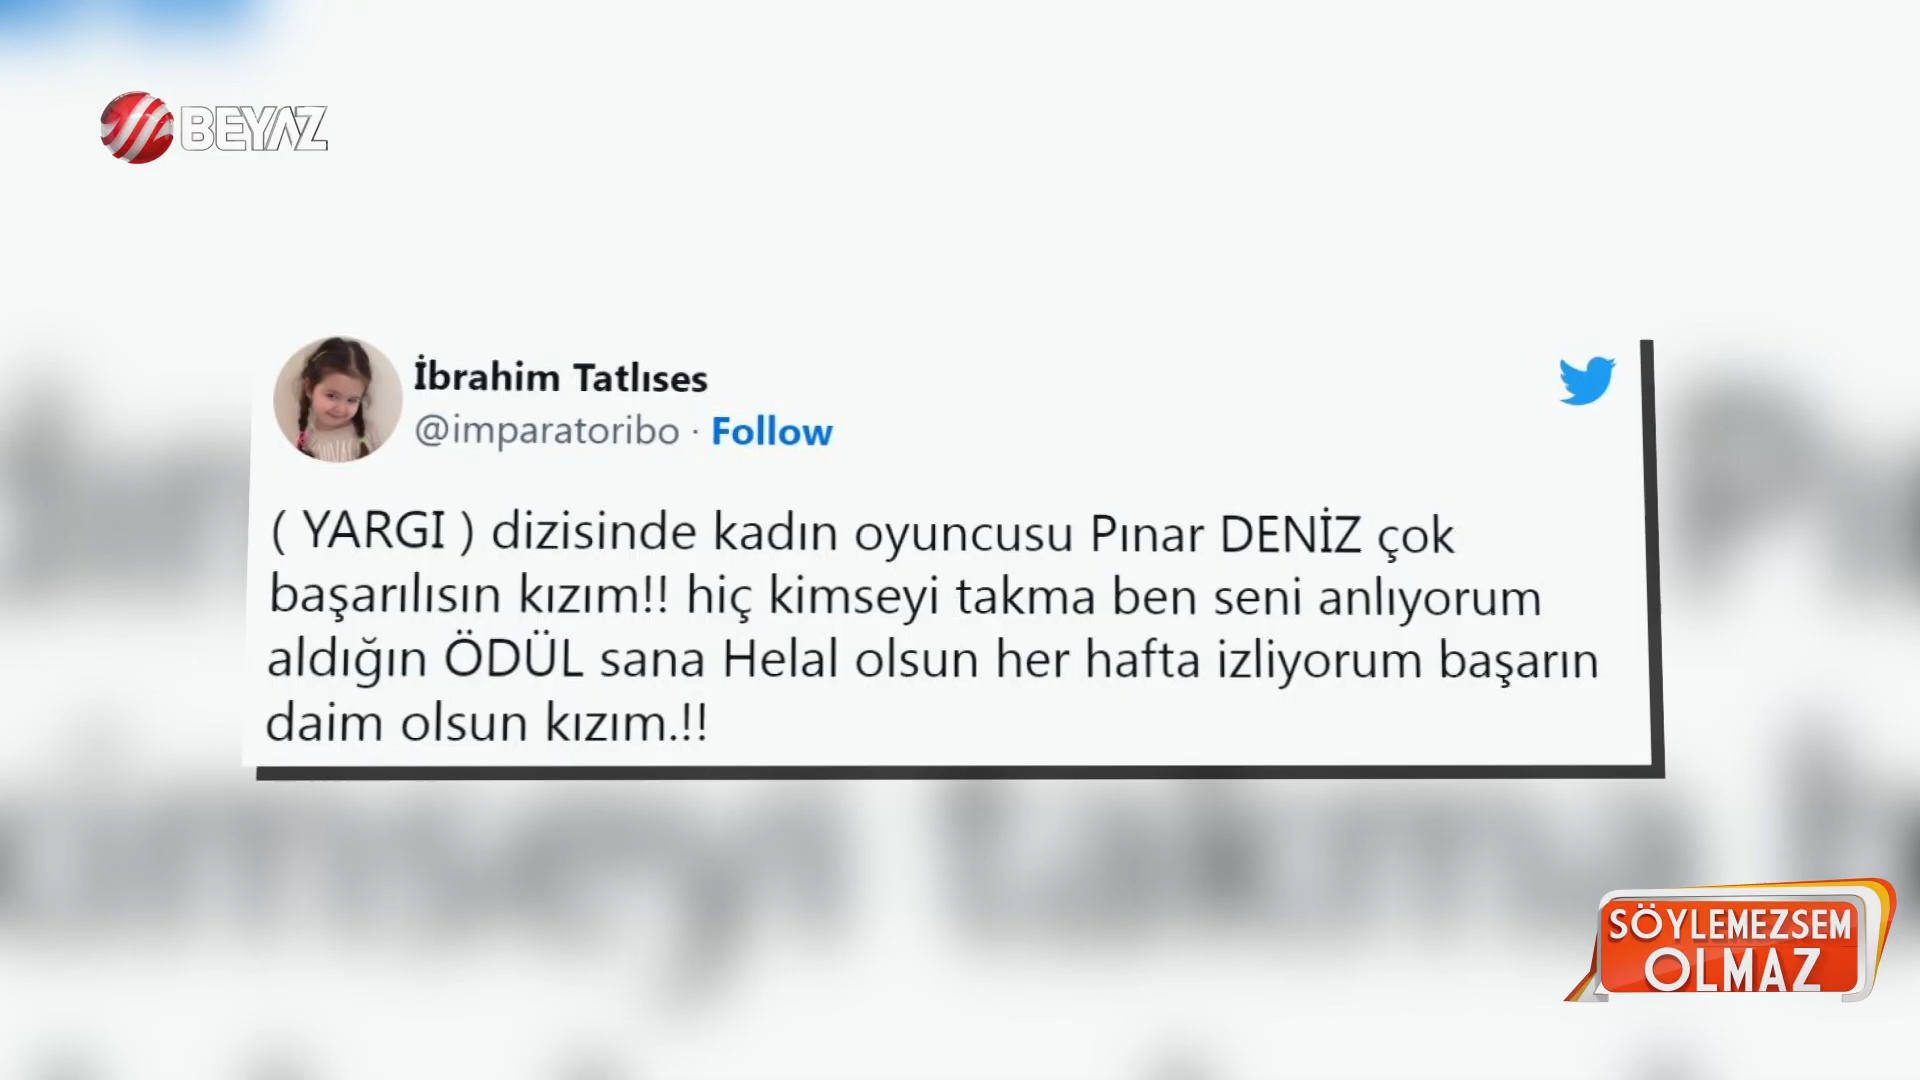 BEYAZ
İbrahim Tatlıses
@imparatoribo · Follow
( YARGI ) dizisinde kadın oyuncusu Pınar DENİZ çok
başarılısın kızım!! hiç kimseyi takma ben seni anlıyorum
aldığın ÖDÜL sana Helal olsun her hafta izliyorum başarın
daim olsun kızım.!!
SÖYLEMEZSEM
OLMAZ